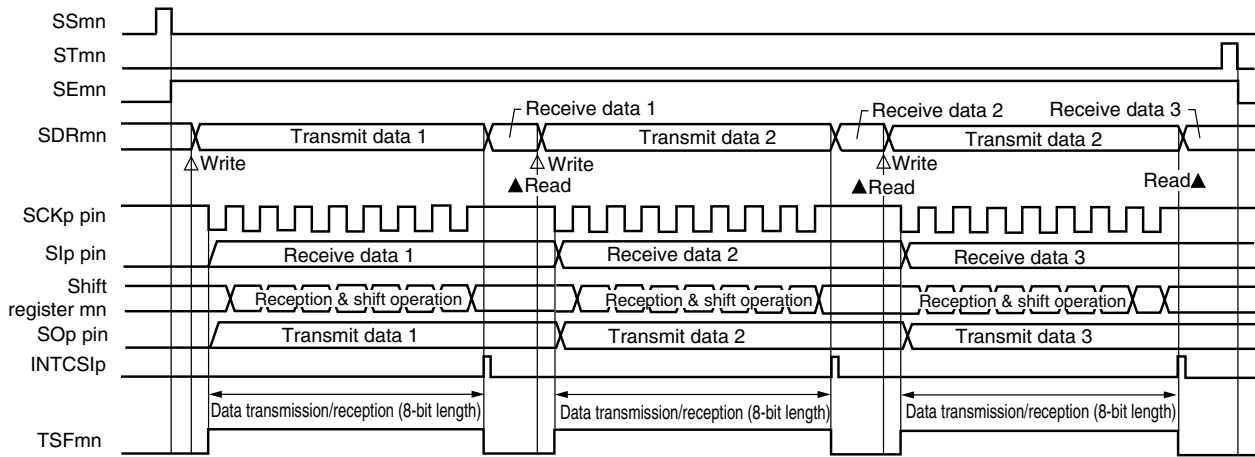 SSmn
STmn
SEmn
Receive data 1
Receive data 2
Receive data 3
SDRmn
Transmit data 1
Transmit data 2
Transmit data 2
△Write
△Write
△Write
▲Read
▲Read
Read▲
SCKp pin
SIp pin
Receive data 1
Receive data 2
Receive data 3
Shift
register mn
Reception & shift operation
Reception & shift operation
Reception & shift operation
SOp pin
Transmit data 1
Transmit data 2
Transmit data 3
INTCSIp
Data transmission/reception (8-bit length)
Data transmission/reception (8-bit length)
Data transmission/reception (8-bit length)
TSFmn